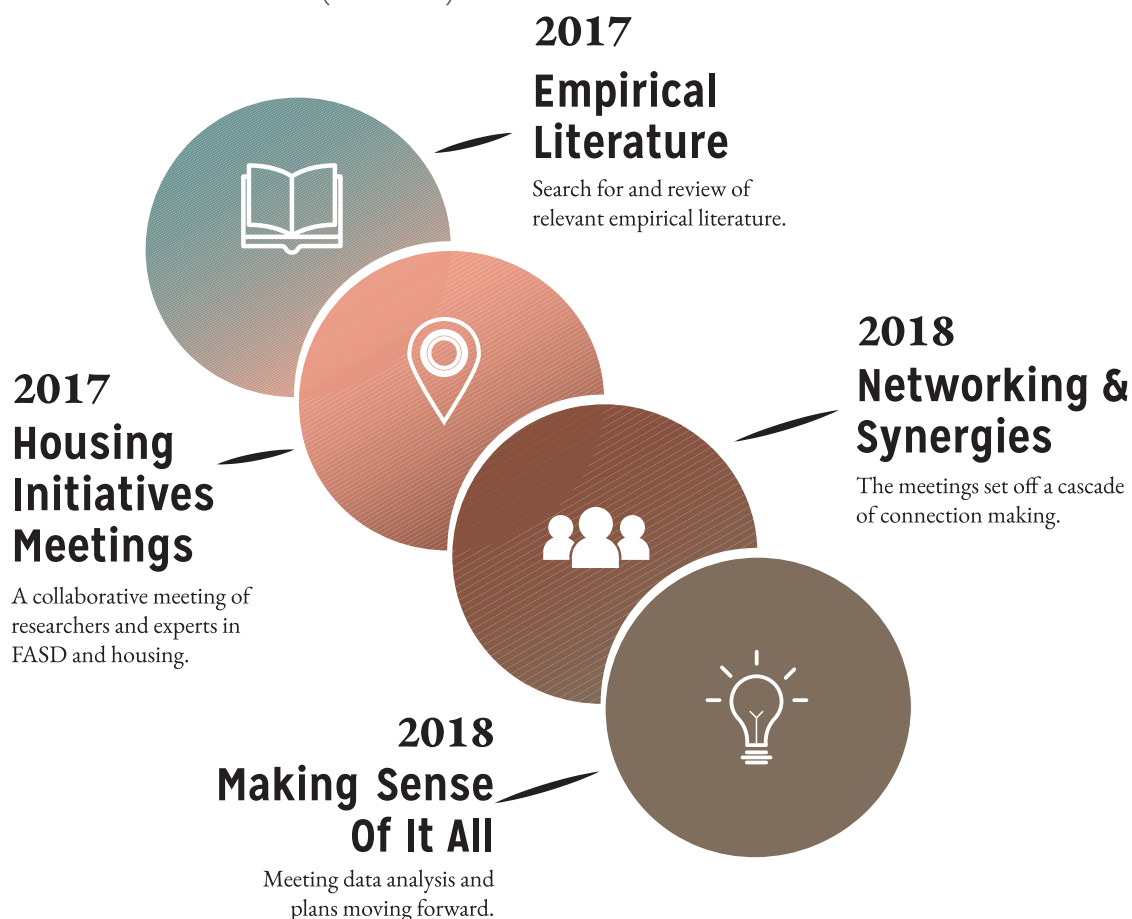 2017
Empirical
Literature
Search for and review of
relevant empirical literature.
2017
Housing
Initiatives
Meetings
A collaborative meeting of
researchers and experts in
FASD and housing.
2018
Networking &
Synergies
The meetings set off a cascade
of connection making.
2018
Making Sense
Of It All
Meeting data analysis and
plans moving forward.